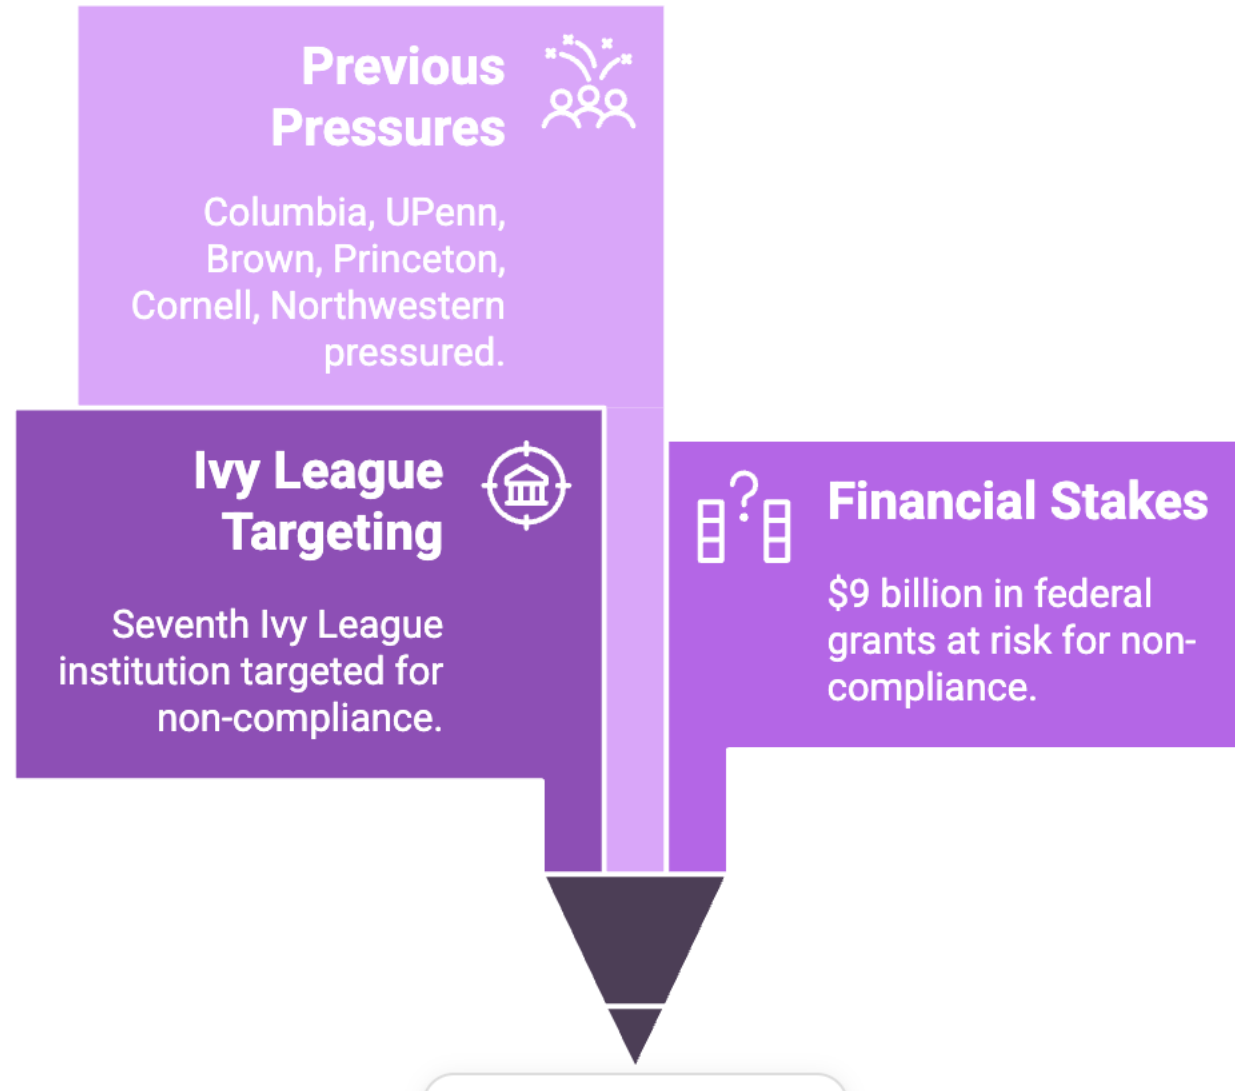 Previous
Pressures
Columbia, UPenn,
Brown, Princeton,
Cornell, Northwestern
pressured.
Ivy League
Targeting
Seventh Ivy League
institution targeted for
non-compliance.
Financial Stakes
$9 billion in federal
grants at risk for non-
compliance.